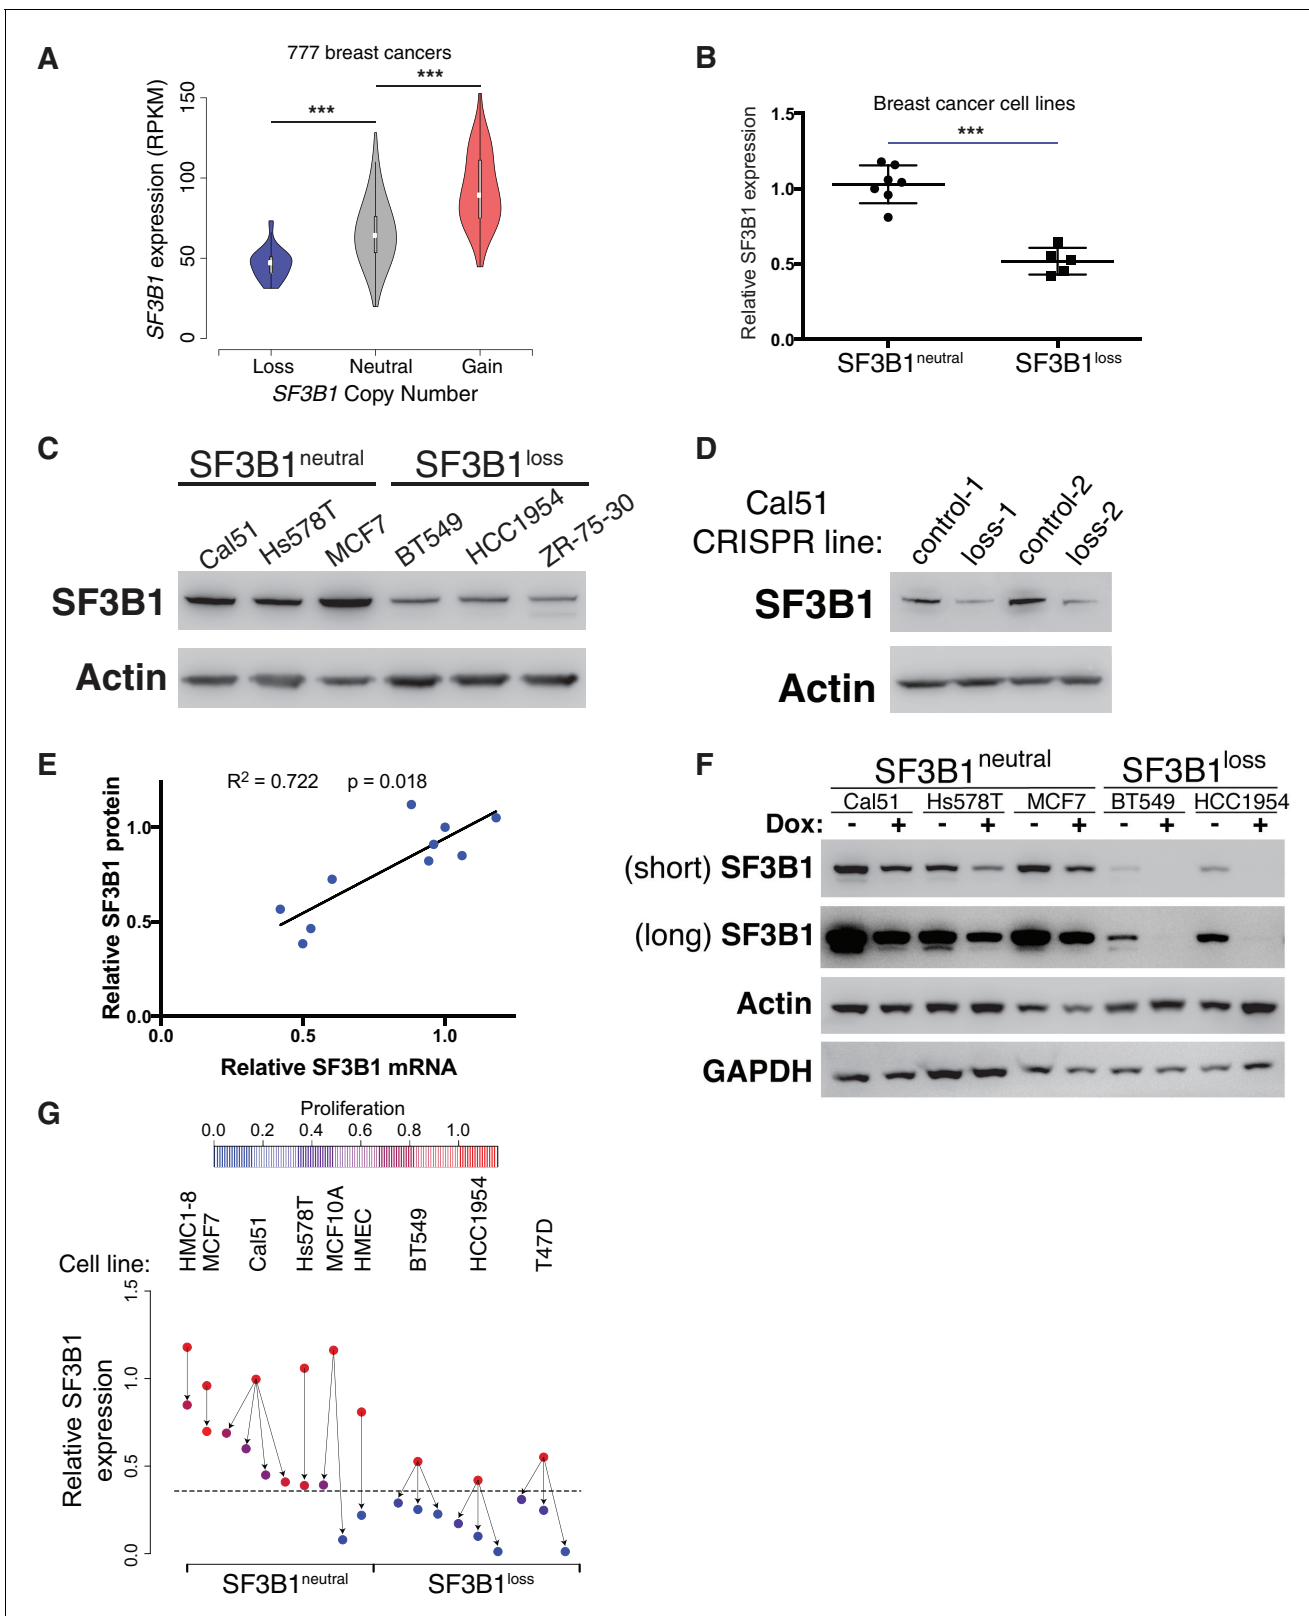 A
777 breast cancers
***
***
SF3B1 expression (RPKM)
150
100
50
0
Loss Neutral Gain
SF3B1 Copy Number
B
Breast cancer cell lines
***
Relative SF3B1 expression
1.5
1.0
0.5
0.0
SF3B1neutral SF3B1loss
C
SF3B1neutral SF3B1loss
Cal51 Hs578T MCF7 BT549 HCC1954 ZR-75-30
SF3B1
Actin
D
Cal51
CRISPR line:
control-1 loss-1 control-2 loss-2
SF3B1
Actin
E
R2 = 0.722 p = 0.018
Relative SF3B1 protein
1.0
0.5
0.0
0.0 0.5 1.0
Relative SF3B1 mRNA
F
SF3B1neutral SF3B1loss
Cal51 Hs578T MCF7 BT549 HCC1954
Dox: - + - + - + - + - +
(short) SF3B1
(long) SF3B1
Actin
GAPDH
G
Proliferation
0.0 0.2 0.4 0.6 0.8 1.0
Cell line: HMC1-8 MCF7 Cal51 Hs578T MCF10A HMEC BT549 HCC1954 T47D
Relative SF3B1
expression
1.5
1.0
0.5
0.0
SF3B1neutral SF3B1loss